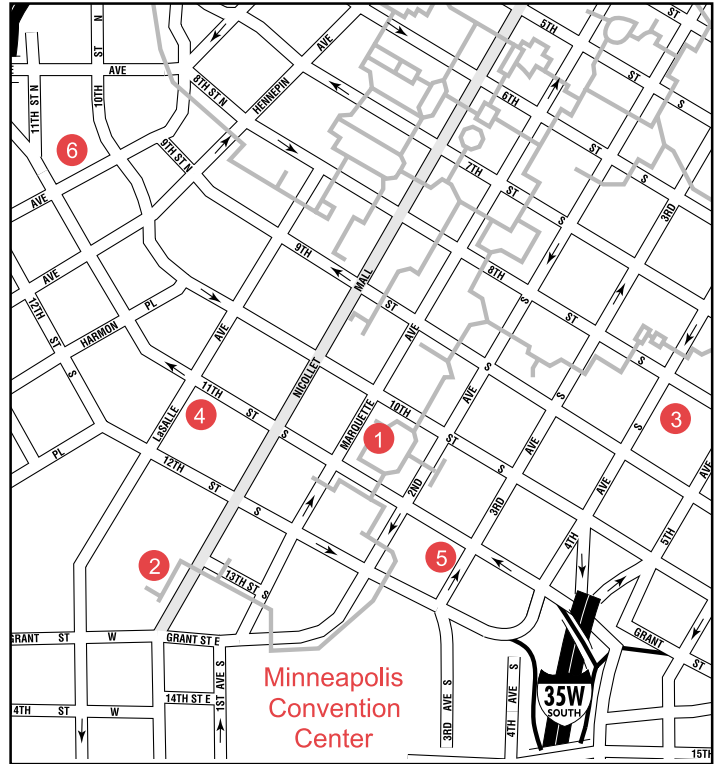 5TH
ST
S
ST N
AVE
8TH ST N
HENNEPIN
AVE
11TH ST N
10TH
6TH
ST
S
6
9TH ST N
7TH
ST
S
AVE
3RD
AVE
9TH
ST
MALL
8TH
ST
S
S
12TH
ST
S
HARMON
PL
AVE
AVE
NICOLLET
11TH
ST
S
LaSALLE
4
MARQUETTE
10TH
ST
S
1
AVE
AVE
S
3
AVE
AVE
PL
12TH
ST
S
2ND
3RD
4TH
5TH
2
5
13TH ST
S
GRANT
ST
W
GRANT ST E
GRANT
ST
S
1ST AVE S
14TH ST E
4TH
ST
W
Minneapolis
Convention
Center
3RD AVE S
4TH AVE S
35W
SOUTH
15TH